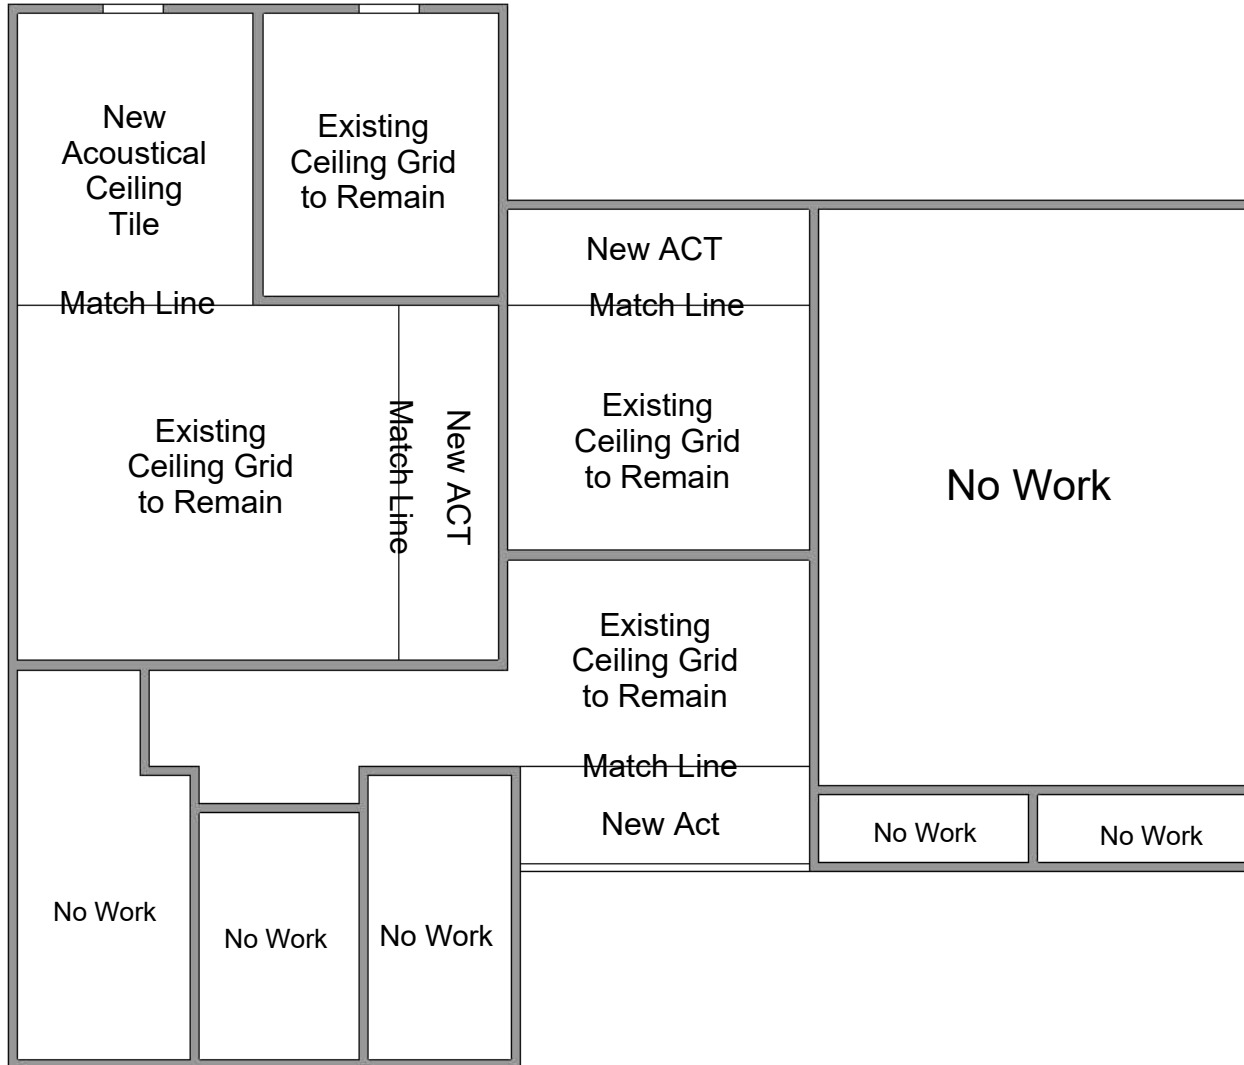 New
Acoustical
Ceiling
Tile
Existing
Ceiling Grid
to Remain
New ACT
Match Line
Match Line
Existing
Ceiling Grid
to Remain
Match Line
New ACT
Existing
Ceiling Grid
to Remain
No Work
Existing
Ceiling Grid
to Remain
Match Line
New Act
No Work
No Work
No Work
No Work
No Work